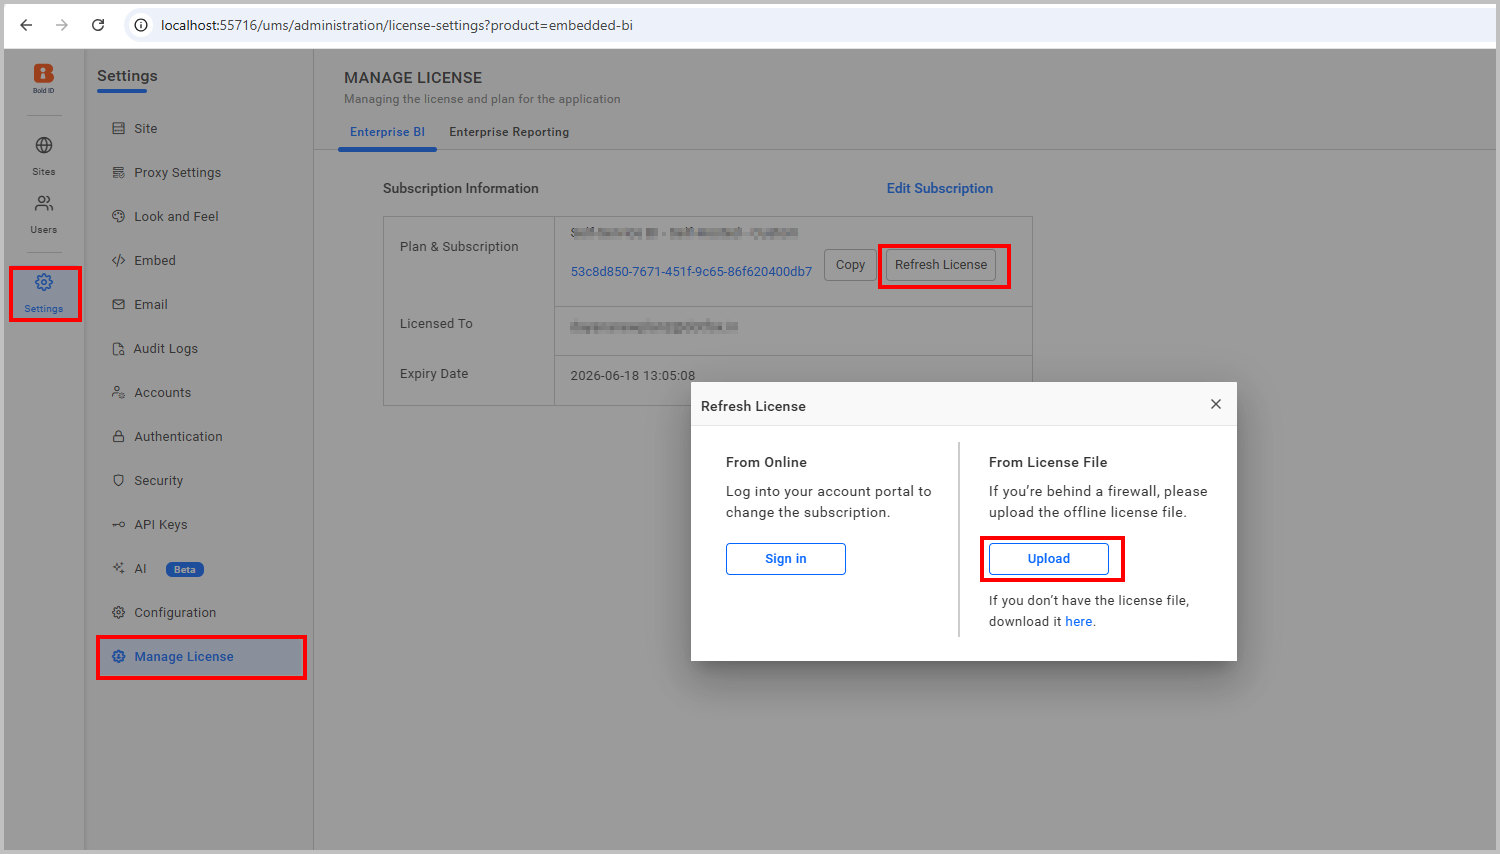 localhost:55716/ums/administration/license-settings?product=embedded-bi
Bold ID
Sites
Users
Settings
Settings
Site
Proxy Settings
Look and Feel
Embed
Email
Audit Logs
Accounts
Authentication
Security
API Keys
AI Beta
Configuration
Manage License
MANAGE LICENSE
Managing the license and plan for the application
Enterprise BI Enterprise Reporting
Subscription Information Edit Subscription
Plan & Subscription
53c8d850-7671-451f-9c65-86f620400db7 Copy Refresh License
Licensed To
Expiry Date 2026-06-18 13:05:08
Refresh License
From Online
Log into your account portal to
change the subscription.
Sign in
From License File
If you’re behind a firewall, please
upload the offline license file.
Upload
If you don’t have the license file,
download it here.